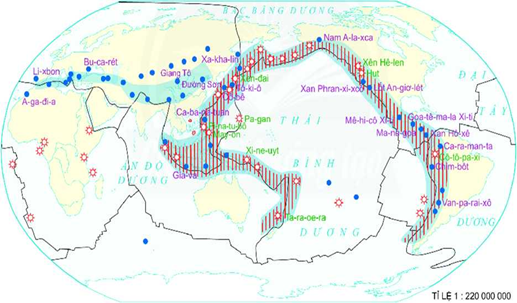 BẮC BĂNG DƯƠNG
Nam A-la-xca
Li-xbon
Bu-ca-rét
Xa-kha-lin
Giang Tô
Đường Sơn
Xen-đai
Tô-ki-ô
Cô-bê
A-ga-đi-a
Xên Hê-len
Hut
Xan Phran-xi-xcô
Lốt An-giơ-lét
ĐẠI
TÂY
DƯƠNG
Mê-hi-cô Xi-ti
Goa-tê-ma-la Xi-ti
Ma-na-goa
Xan Hô-xê
Ca-ra-man-ta
Cô-tô-pa-xi
Chim-bôt
Van-pa-rai-xô
THÁI
BÌNH
DƯƠNG
Pa-gan
Ca-ba-na-tuan
Xi-ne-uyt
Gia-va
ẤN ĐỘ
DƯƠNG
Ta-ra-oe-ra
TỈ LỆ 1 : 220 000 000